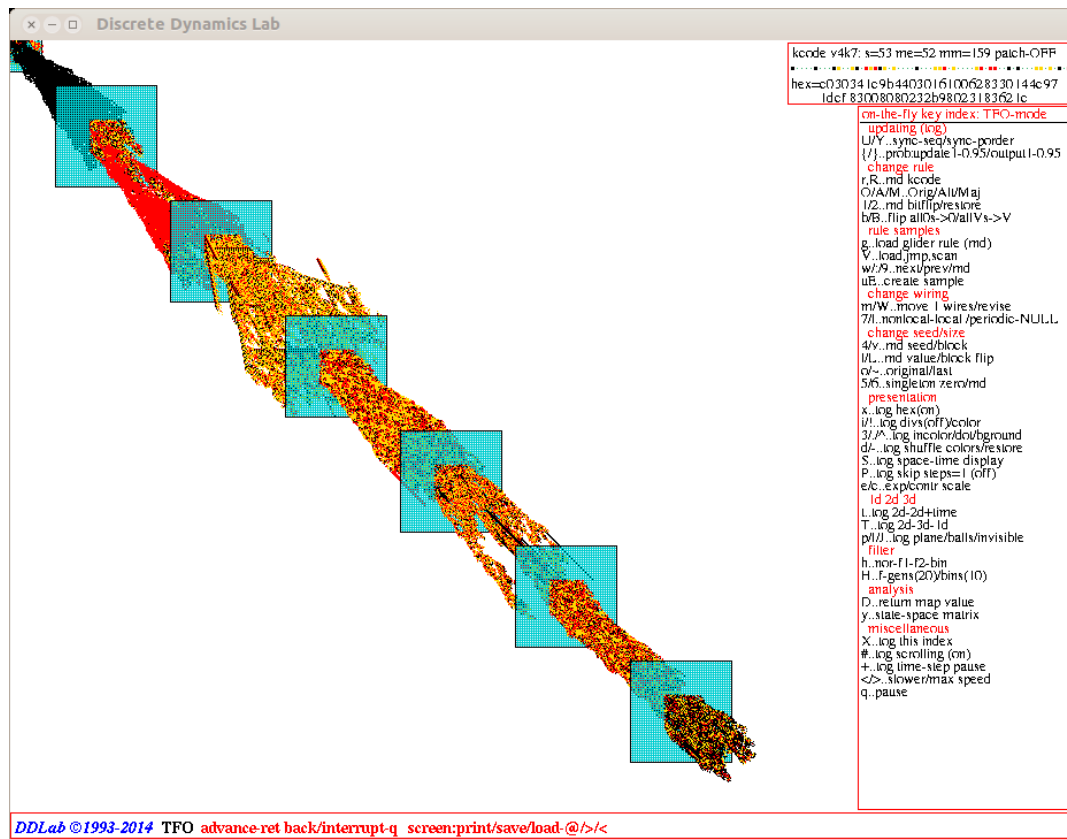 Discrete Dynamics Lab
kcode v4k7: s=53 me=52 mm=159 patch-OFF
hex=c030341c9b440301610062833014 4c97
1dcf 83008080232b98023183621c
on-the-fly key index: TFO-mode
updating (tog)
U/Y..sync-seq/sync-porder
{/}..prob:update1-0.95/output1-0.95
change rule
r,R..rnd kcode
O/A/M..Orig/Alt/Maj
1/2..rnd bitflip/restore
b/B..flip all0s->0/allVs->V
rule samples
g..load glider rule (rnd)
V..load,jmp,scan
w/:/9..next/prev/rnd
uE..create sample
change wiring
m/W..move 1 wires/revise
7/l..nonlocal-local /periodic-NULL
change seed/size
4/v..rnd seed/block
l/L..rnd value/block flip
o/~..original/last
5/6..singleton zero/rnd
presentation
x..tog hex(on)
i/!..tog divs(off)/color
3/./^..tog incolor/dot/bground
d/-..tog shuffle colors/restore
S..tog space-time display
P..tog skip steps=1 (off)
e/c..exp/contr scale
1d 2d 3d
t..tog 2d-2d+time
T..tog 2d-3d-1d
p/I/J..tog plane/balls/invisible
filter
h..nor-f1-f2-bin
H..f-gens(20)/bins(10)
analysis
D..return map value
y..state-space matrix
miscellaneous
X..tog this index
#..tog scrolling (on)
+..tog time-step pause
</>..slower/max speed
q..pause
DDLab ©1993-2014 TFO advance-ret back/interrupt-q screen:print/save/load-@/>/<